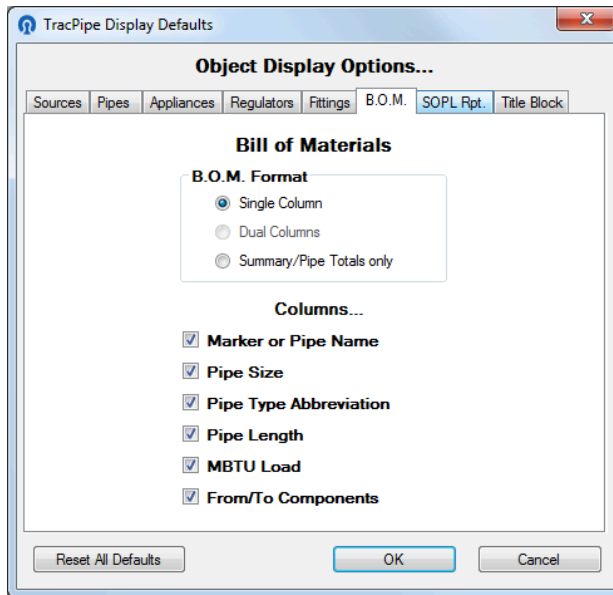 TracPipe Display Defaults
Object Display Options...
Sources Pipes Appliances Regulators Fittings B.O.M. SOPL Rpt. Title Block
Bill of Materials
B.O.M. Format
Single Column
Dual Columns
Summary/Pipe Totals only
Columns...
Marker or Pipe Name
Pipe Size
Pipe Type Abbreviation
Pipe Length
MBTU Load
From/To Components
Reset All Defaults OK Cancel